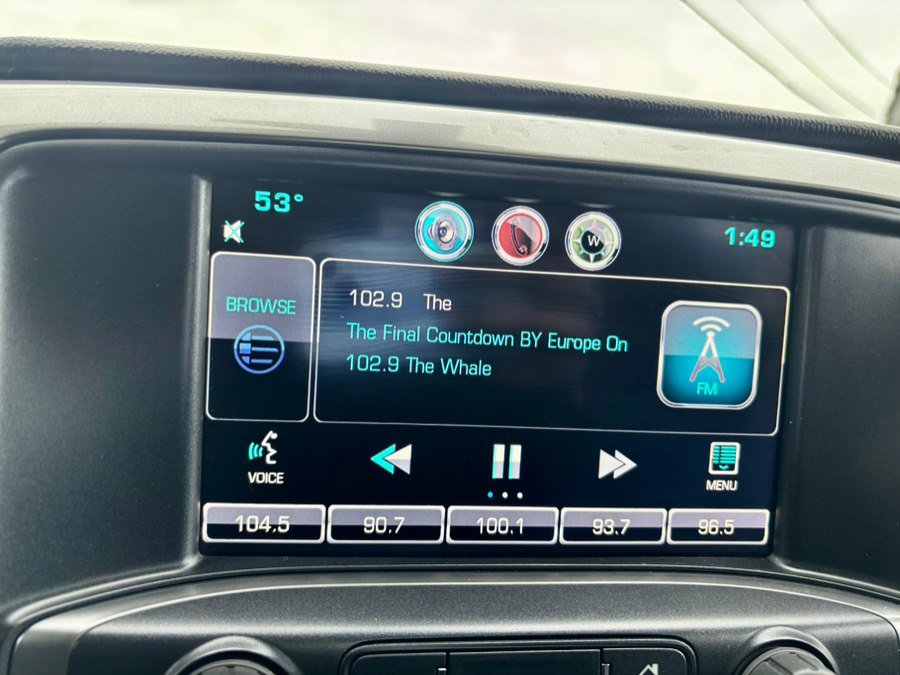 53°
W
1:49
BROWSE
102.9 The
The Final Countdown BY Europe On
102.9 The Whale
FM
VOICE
MENU
104.5 90.7 100.1 93.7 96.5